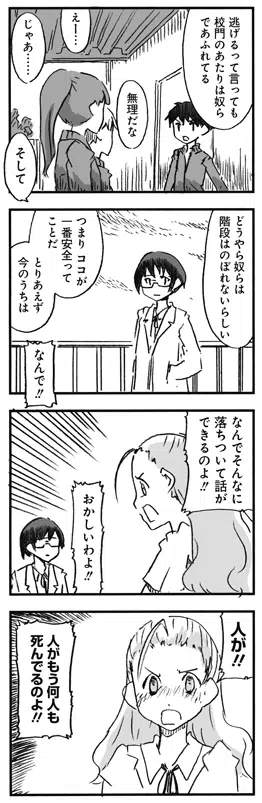 逃げるって言っても
校門のあたりは奴ら
であふれてる
えー…
じゃあ…
無理だな
そして
どうやら奴らは
階段はのぼれないらしい
つまり ココが
一番安全って
ことだ
とりあえず
今のうちは
なんで!!
なんでそんなに
落ちついて話が
できるのよ!!
おかしいわよ!!
人が!!
人がもう何人も
死んでるのよ!!